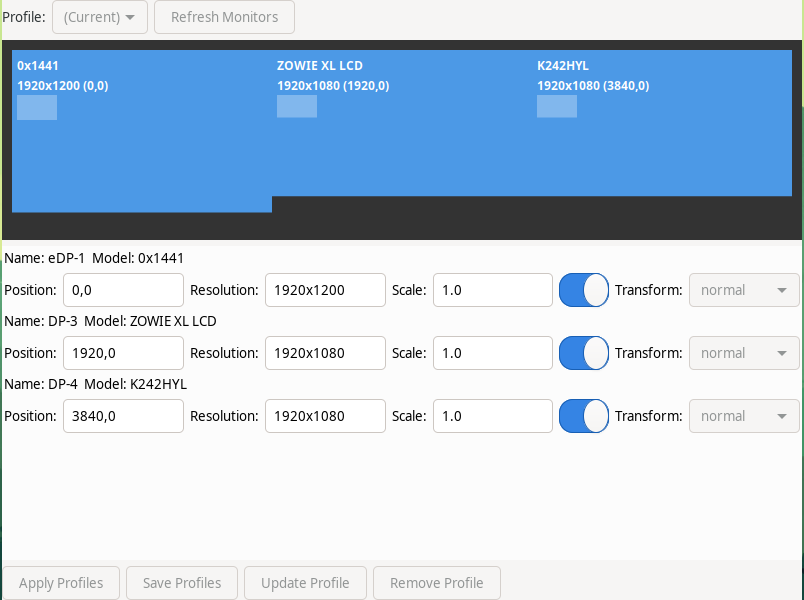 Profile: (Current) Refresh Monitors
0x1441 ZOWIE XL LCD K242HYL
1920x1200 (0,0) 1920x1080 (1920,0) 1920x1080 (3840,0)
Name: eDP-1 Model: 0x1441
Position: 0,0 Resolution: 1920x1200 Scale: 1.0 Transform: normal
Name: DP-3 Model: ZOWIE XL LCD
Position: 1920,0 Resolution: 1920x1080 Scale: 1.0 Transform: normal
Name: DP-4 Model: K242HYL
Position: 3840,0 Resolution: 1920x1080 Scale: 1.0 Transform: normal
Apply Profiles Save Profiles Update Profile Remove Profile